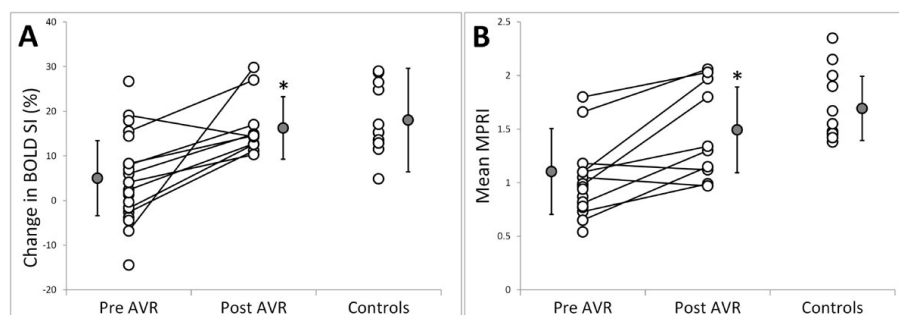 A
Change in BOLD SI (%)
40
30
20
10
0
-10
-20
*
Pre AVR Post AVR Controls
B
Mean MPRI
2.5
2
1.5
1
0.5
0
*
Pre AVR Post AVR Controls